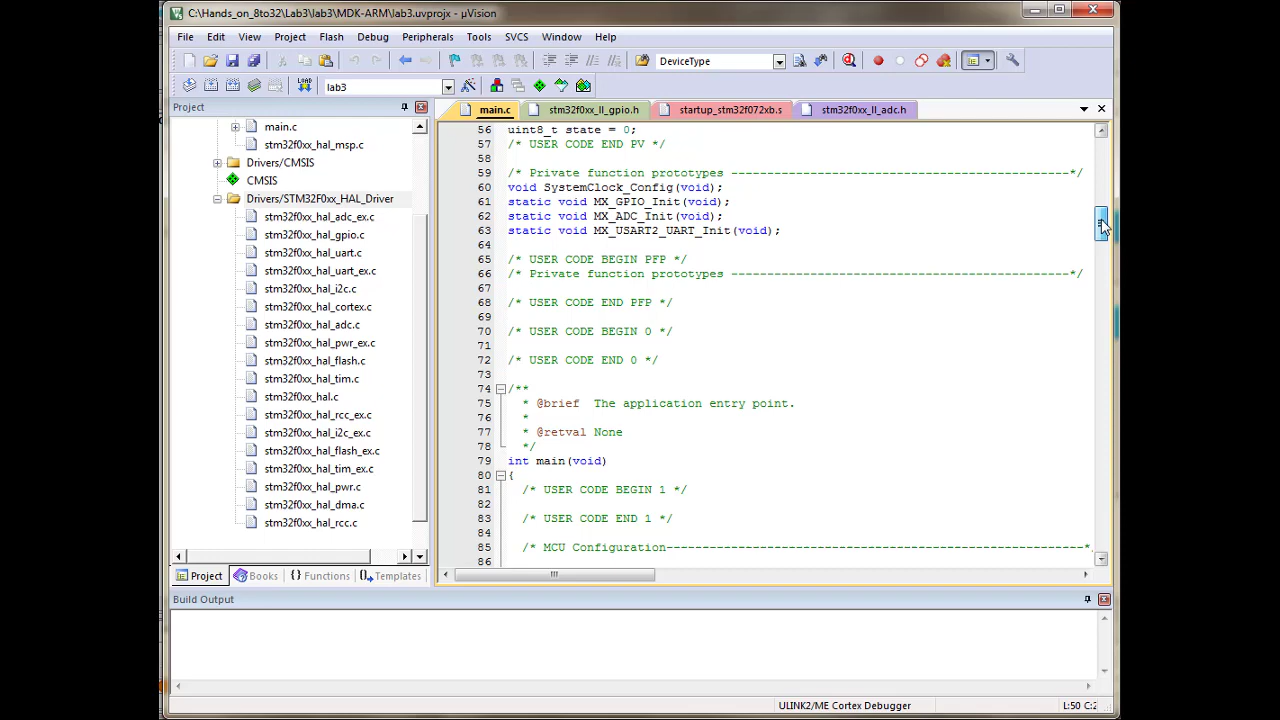 C:\Hands_on_8to32\Lab3\lab3\MDK-ARM\lab3.uvprojx - µVision
File Edit View Project Flash Debug Peripherals Tools SVCS Window Help
DeviceType
LOAD
lab3
Project
main.c stm32f0xx_ll_gpio.h startup_stm32f072xb.s stm32f0xx_ll_adc.h
main.c
stm32f0xx_hal_msp.c
Drivers/CMSIS
CMSIS
Drivers/STM32F0xx_HAL_Driver
stm32f0xx_hal_adc_ex.c
stm32f0xx_hal_gpio.c
stm32f0xx_hal_uart.c
stm32f0xx_hal_uart_ex.c
stm32f0xx_hal_i2c.c
stm32f0xx_hal_cortex.c
stm32f0xx_hal_adc.c
stm32f0xx_hal_pwr_ex.c
stm32f0xx_hal_flash.c
stm32f0xx_hal_tim.c
stm32f0xx_hal.c
stm32f0xx_hal_rcc_ex.c
stm32f0xx_hal_i2c_ex.c
stm32f0xx_hal_flash_ex.c
stm32f0xx_hal_tim_ex.c
stm32f0xx_hal_pwr.c
stm32f0xx_hal_dma.c
stm32f0xx_hal_rcc.c
Project Books {} Functions Templates
56 uint8_t state = 0;
57 /* USER CODE END PV */
58
59 /* Private function prototypes -----------------------------------------------*/
60 void SystemClock_Config(void);
61 static void MX_GPIO_Init(void);
62 static void MX_ADC_Init(void);
63 static void MX_USART2_UART_Init(void);
64
65 /* USER CODE BEGIN PFP */
66 /* Private function prototypes -----------------------------------------------*/
67
68 /* USER CODE END PFP */
69
70 /* USER CODE BEGIN 0 */
71
72 /* USER CODE END 0 */
73
74 /**
75 * @brief The application entry point.
76 *
77 * @retval None
78 */
79 int main(void)
80 {
81 /* USER CODE BEGIN 1 */
82
83 /* USER CODE END 1 */
84
85 /* MCU Configuration----------------------------------------------------------*
86
Build Output
ULINK2/ME Cortex Debugger L:50 C:2